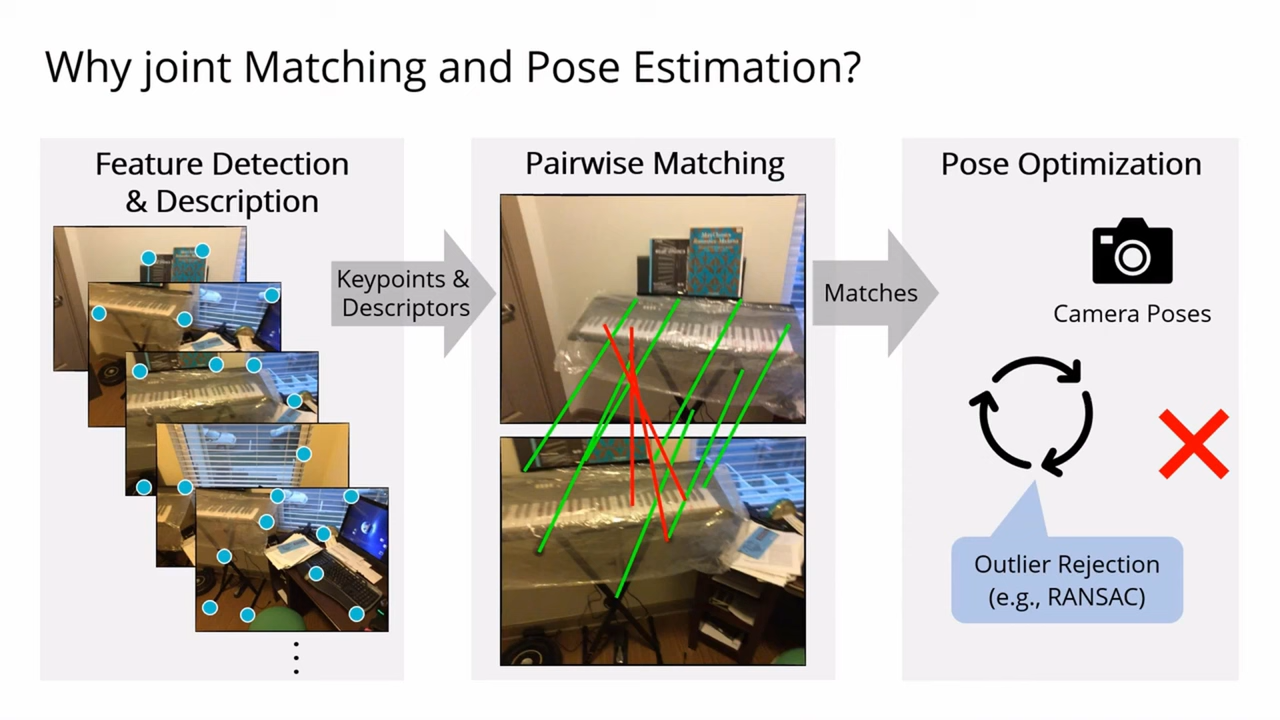 Why joint Matching and Pose Estimation?
Feature Detection
& Description
Keypoints &
Descriptors
Pairwise Matching
Matches
Pose Optimization
Camera Poses
Outlier Rejection
(e.g., RANSAC)